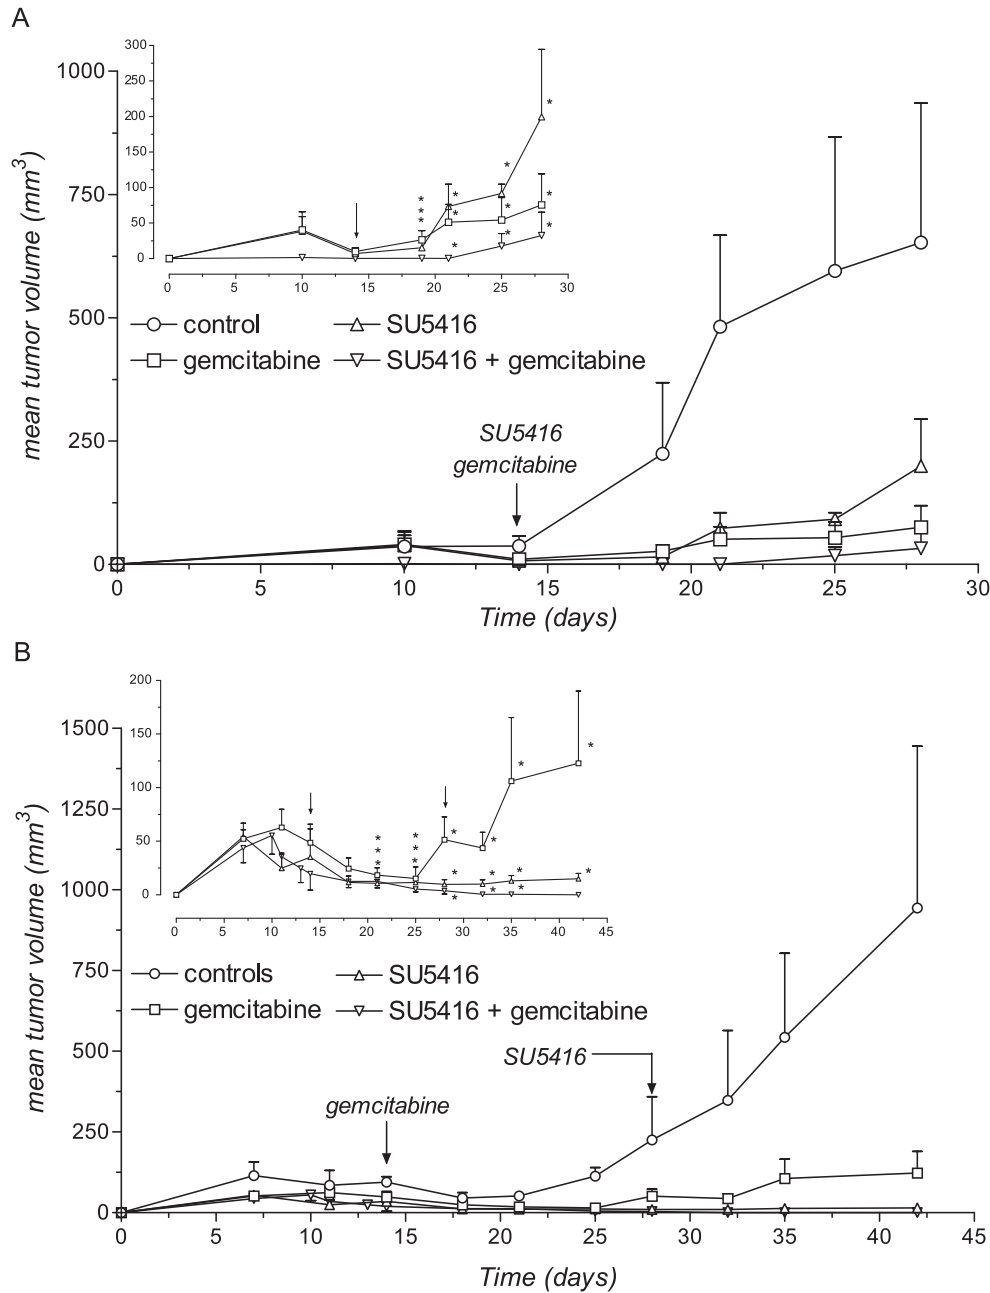 A
300
250
200
150
100
50
0
0 5 10 15 20 25 30
* * * * * * * * * * * *
1000
750
500
250
0
mean tumor volume (mm³)
control SU5416
gemcitabine SU5416 + gemcitabine
SU5416
gemcitabine
0 5 10 15 20 25 30
Time (days)
B
200
150
100
50
0
0 5 10 15 20 25 30 35 40 45
* * * * * * * * * * * * * * * * *
1500
1250
1000
750
500
250
0
mean tumor volume (mm³)
controls SU5416
gemcitabine SU5416 + gemcitabine
SU5416
gemcitabine
0 5 10 15 20 25 30 35 40 45
Time (days)